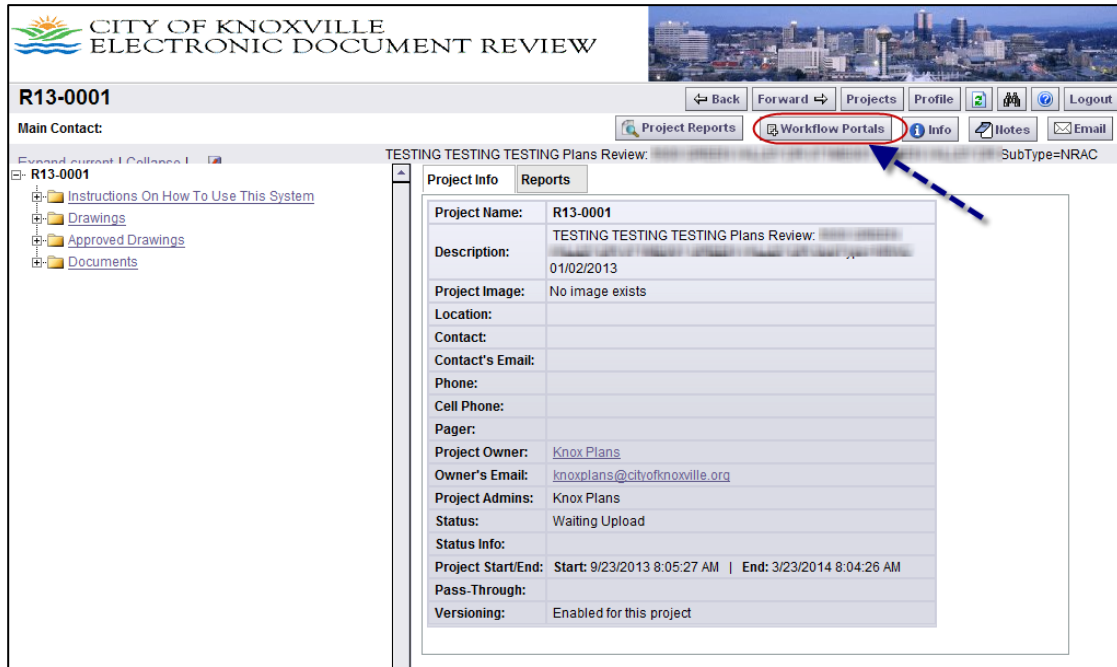 CITY OF KNOXVILLE
ELECTRONIC DOCUMENT REVIEW
R13-0001
Back Forward Projects Profile Logout
Main Contact:
Project Reports Workflow Portals Info Notes Email
TESTING TESTING TESTING Plans Review: SubType=NRAC
Expand current | Collapse |
R13-0001
Instructions On How To Use This System
Drawings
Approved Drawings
Documents
Project Info Reports
Project Name: R13-0001
Description: TESTING TESTING TESTING Plans Review:
01/02/2013
Project Image: No image exists
Location:
Contact:
Contact's Email:
Phone:
Cell Phone:
Pager:
Project Owner: Knox Plans
Owner's Email: knoxplans@cityofknoxville.org
Project Admins: Knox Plans
Status: Waiting Upload
Status Info:
Project Start/End: Start: 9/23/2013 8:05:27 AM | End: 3/23/2014 8:04:26 AM
Pass-Through:
Versioning: Enabled for this project